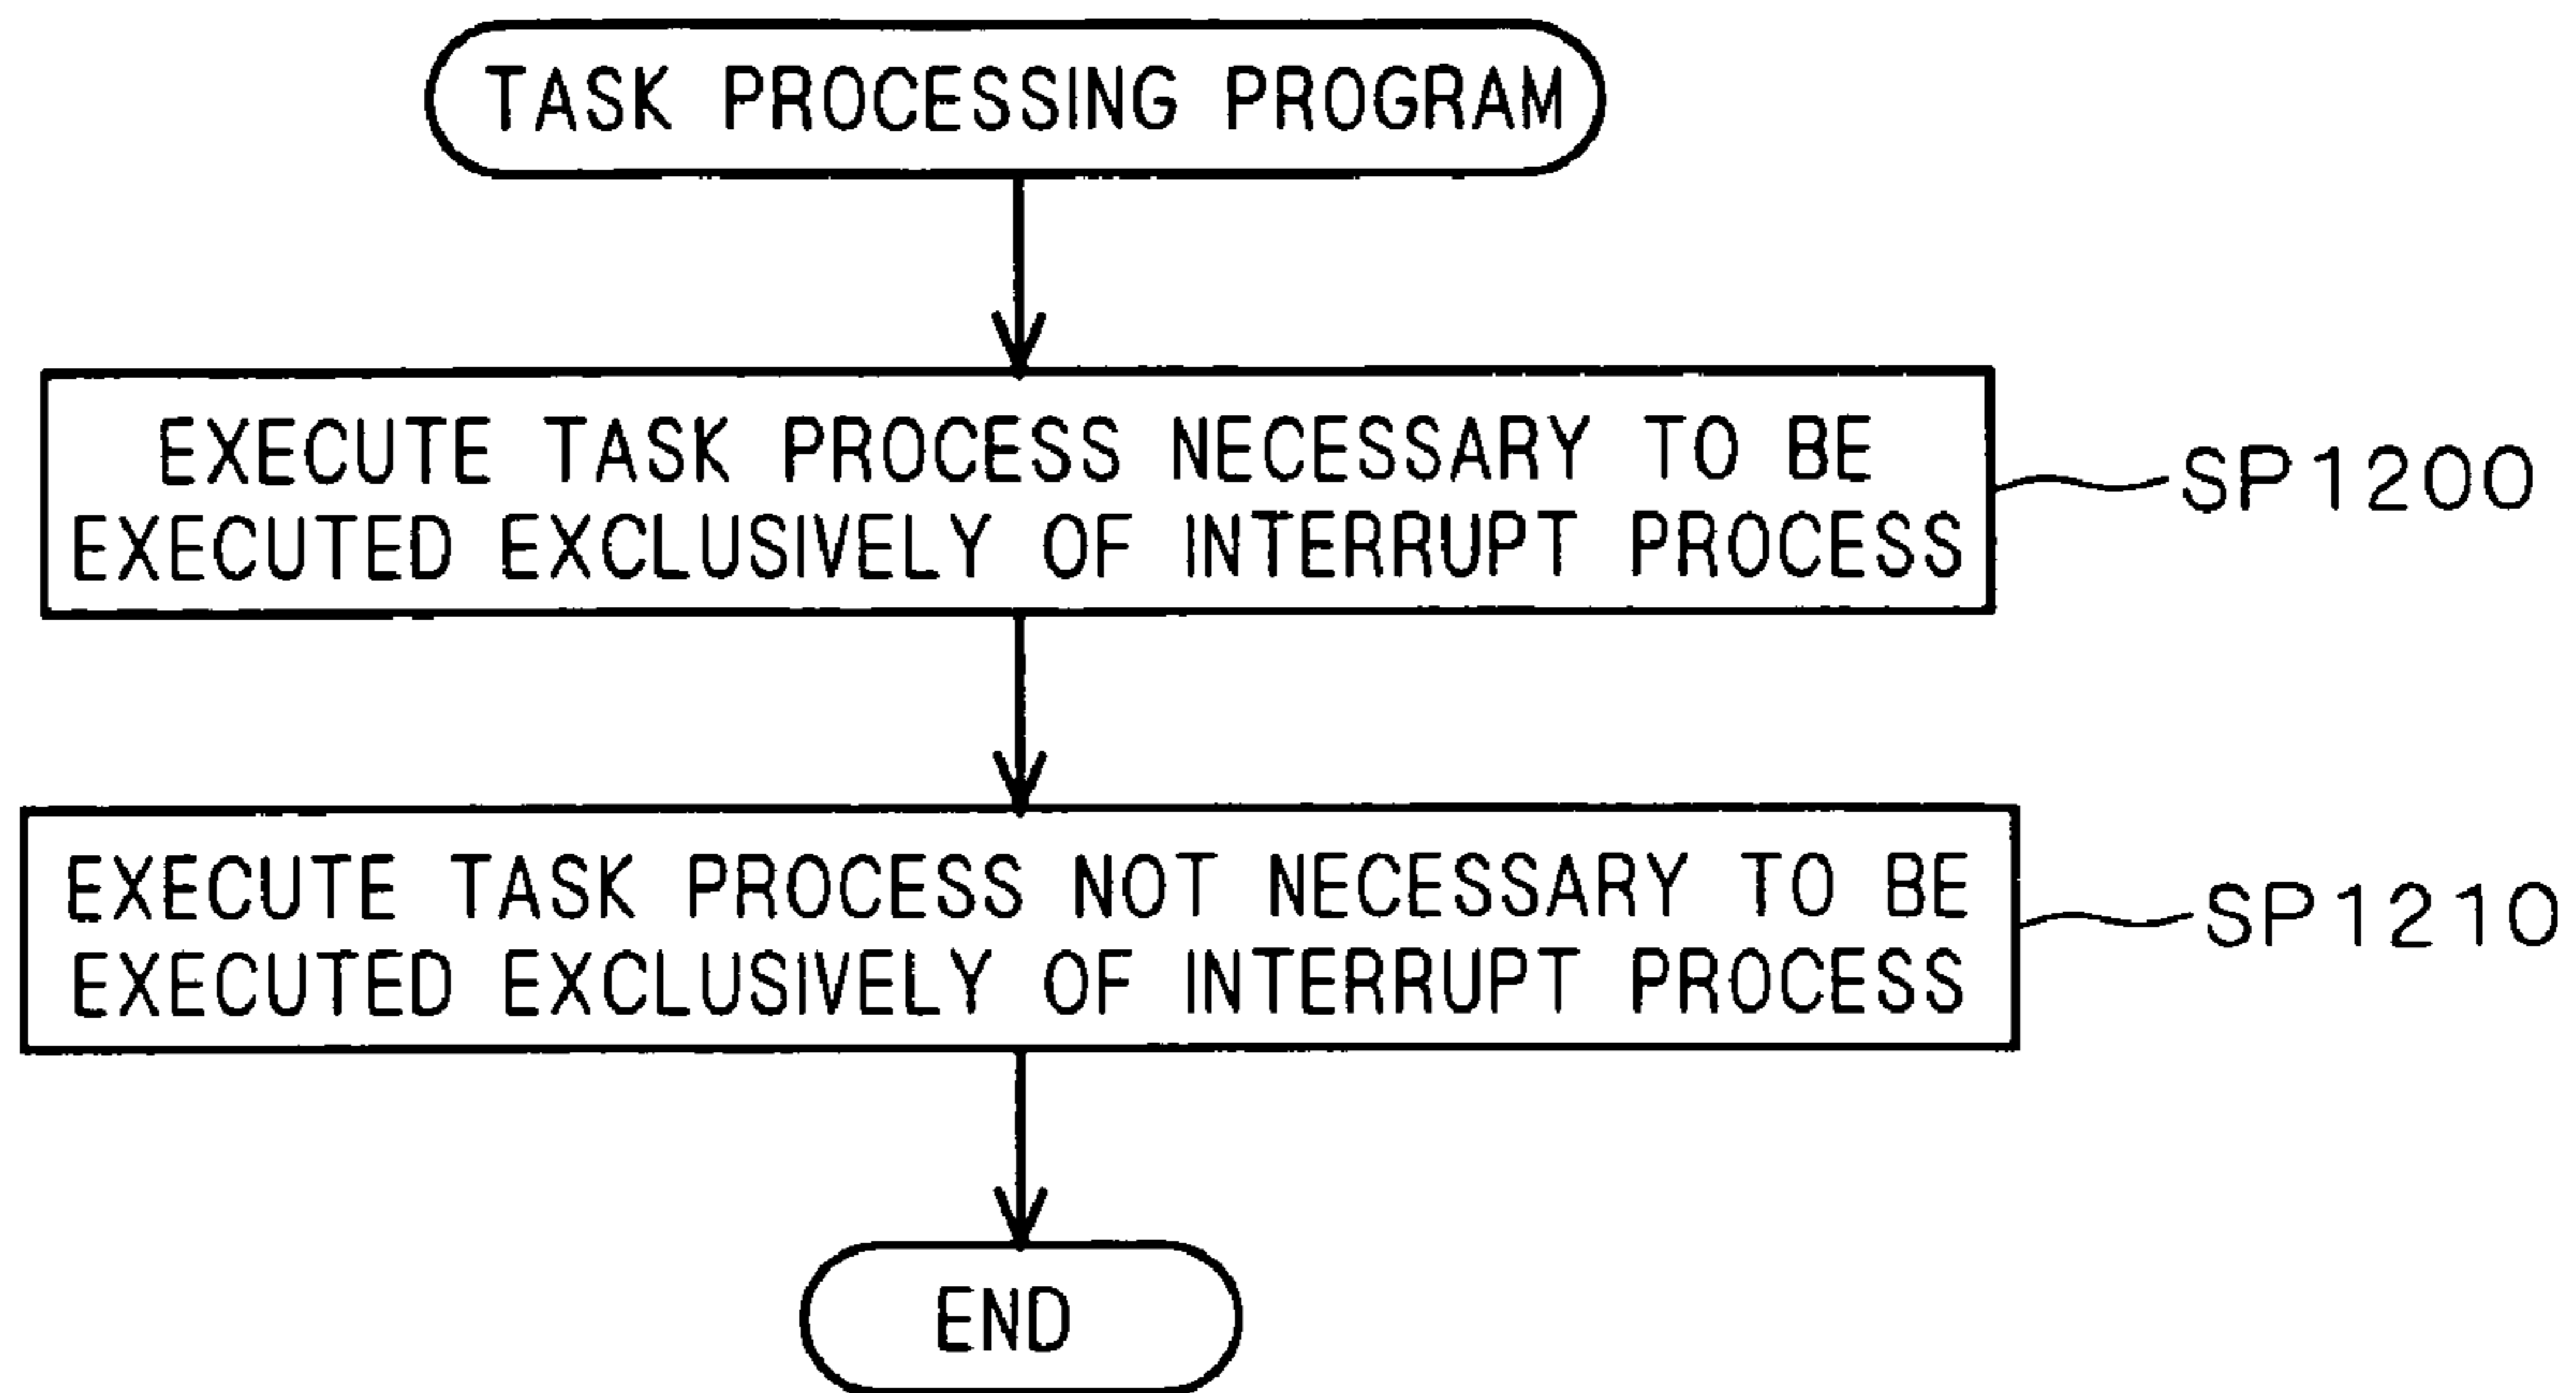 TASK PROCESSING PROGRAM
EXECUTE TASK PROCESS NECESSARY TO BE
EXECUTED EXCLUSIVELY OF INTERRUPT PROCESS
SP1200
EXECUTE TASK PROCESS NOT NECESSARY TO BE
EXECUTED EXCLUSIVELY OF INTERRUPT PROCESS
SP1210
END